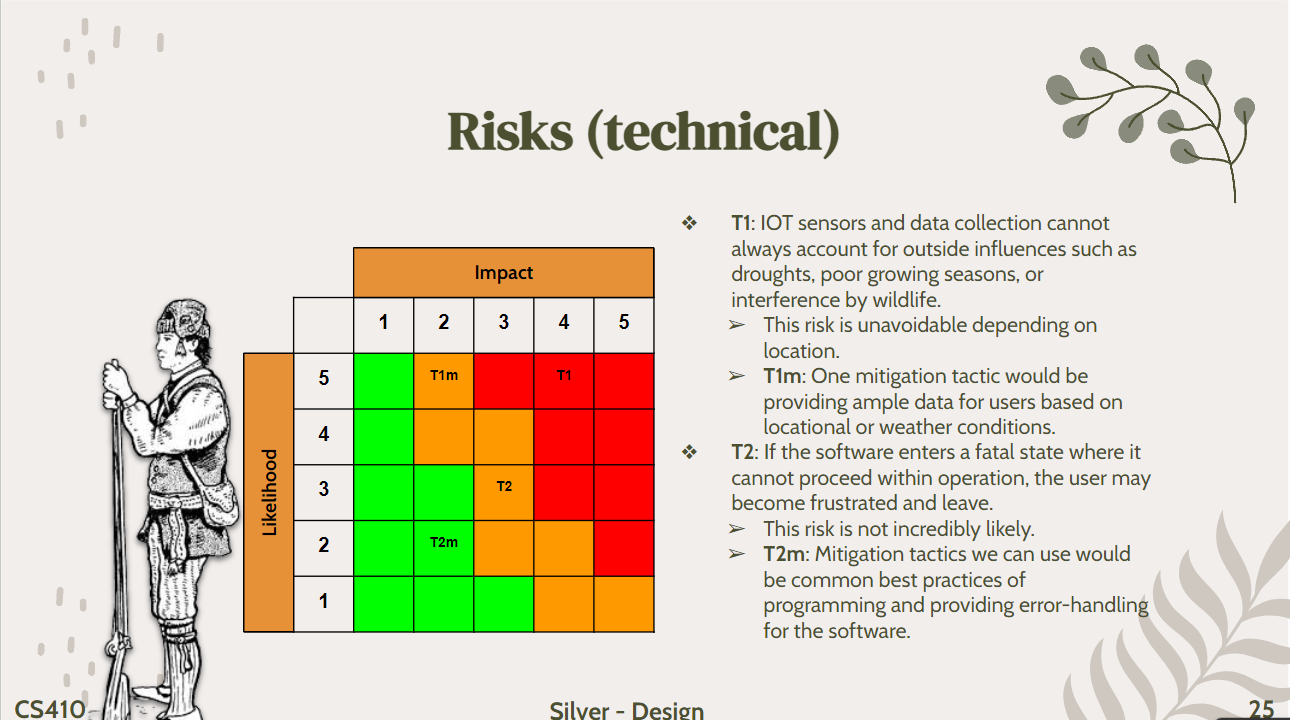 Risks (technical)
Impact
1 2 3 4 5
Likelihood
5 T1m T1
4
3 T2
2 T2m
1
❖ T1: IOT sensors and data collection cannot
always account for outside influences such as
droughts, poor growing seasons, or
interference by wildlife.
➢ This risk is unavoidable depending on
location.
➢ T1m: One mitigation tactic would be
providing ample data for users based on
locational or weather conditions.
❖ T2: If the software enters a fatal state where it
cannot proceed within operation, the user may
become frustrated and leave.
➢ This risk is not incredibly likely.
➢ T2m: Mitigation tactics we can use would
be common best practices of
programming and providing error-handling
for the software.
CS410
Silver - Design
25